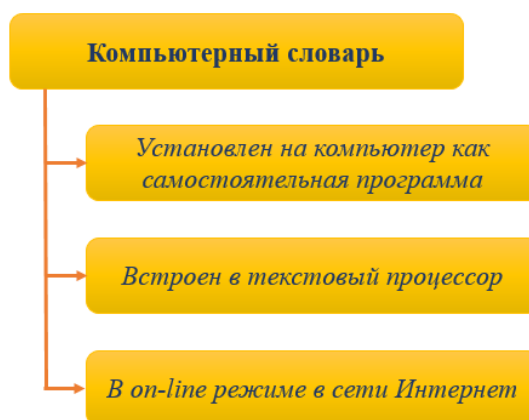 Компьютерный словарь
Установлен на компьютер как
самостоятельная программа
Встроен в текстовый процессор
В on-line режиме в сети Интернет